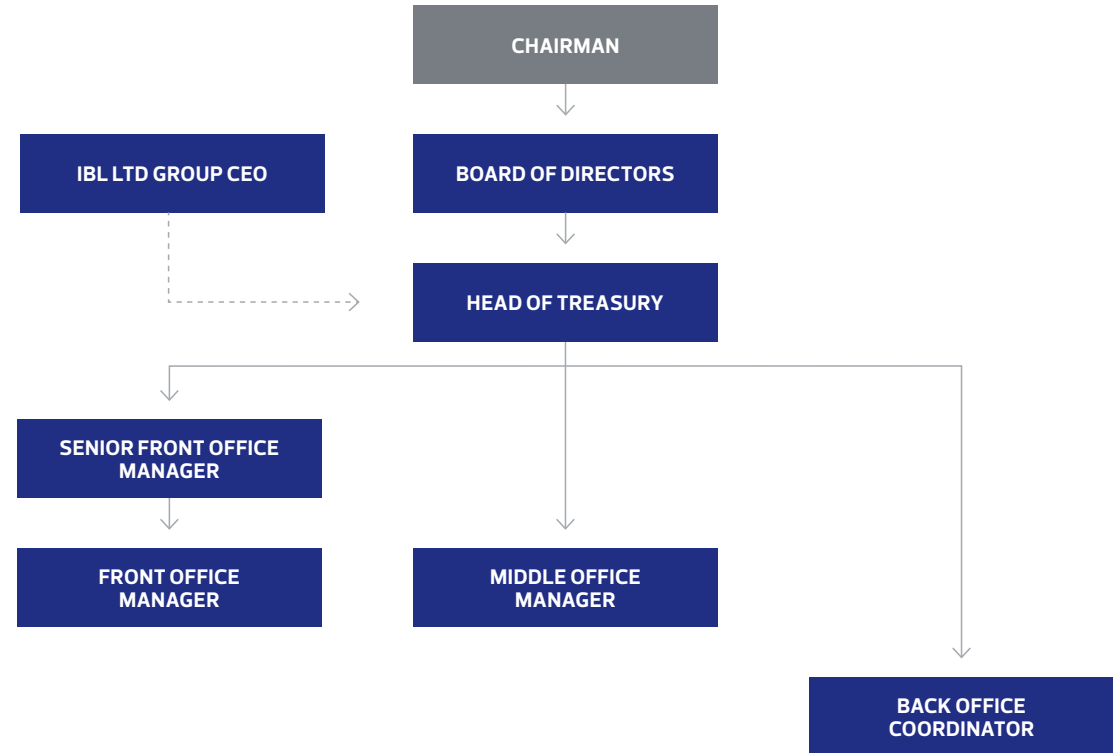 CHAIRMAN
IBL LTD GROUP CEO
BOARD OF DIRECTORS
HEAD OF TREASURY
SENIOR FRONT OFFICE
MANAGER
FRONT OFFICE
MANAGER
MIDDLE OFFICE
MANAGER
BACK OFFICE
COORDINATOR